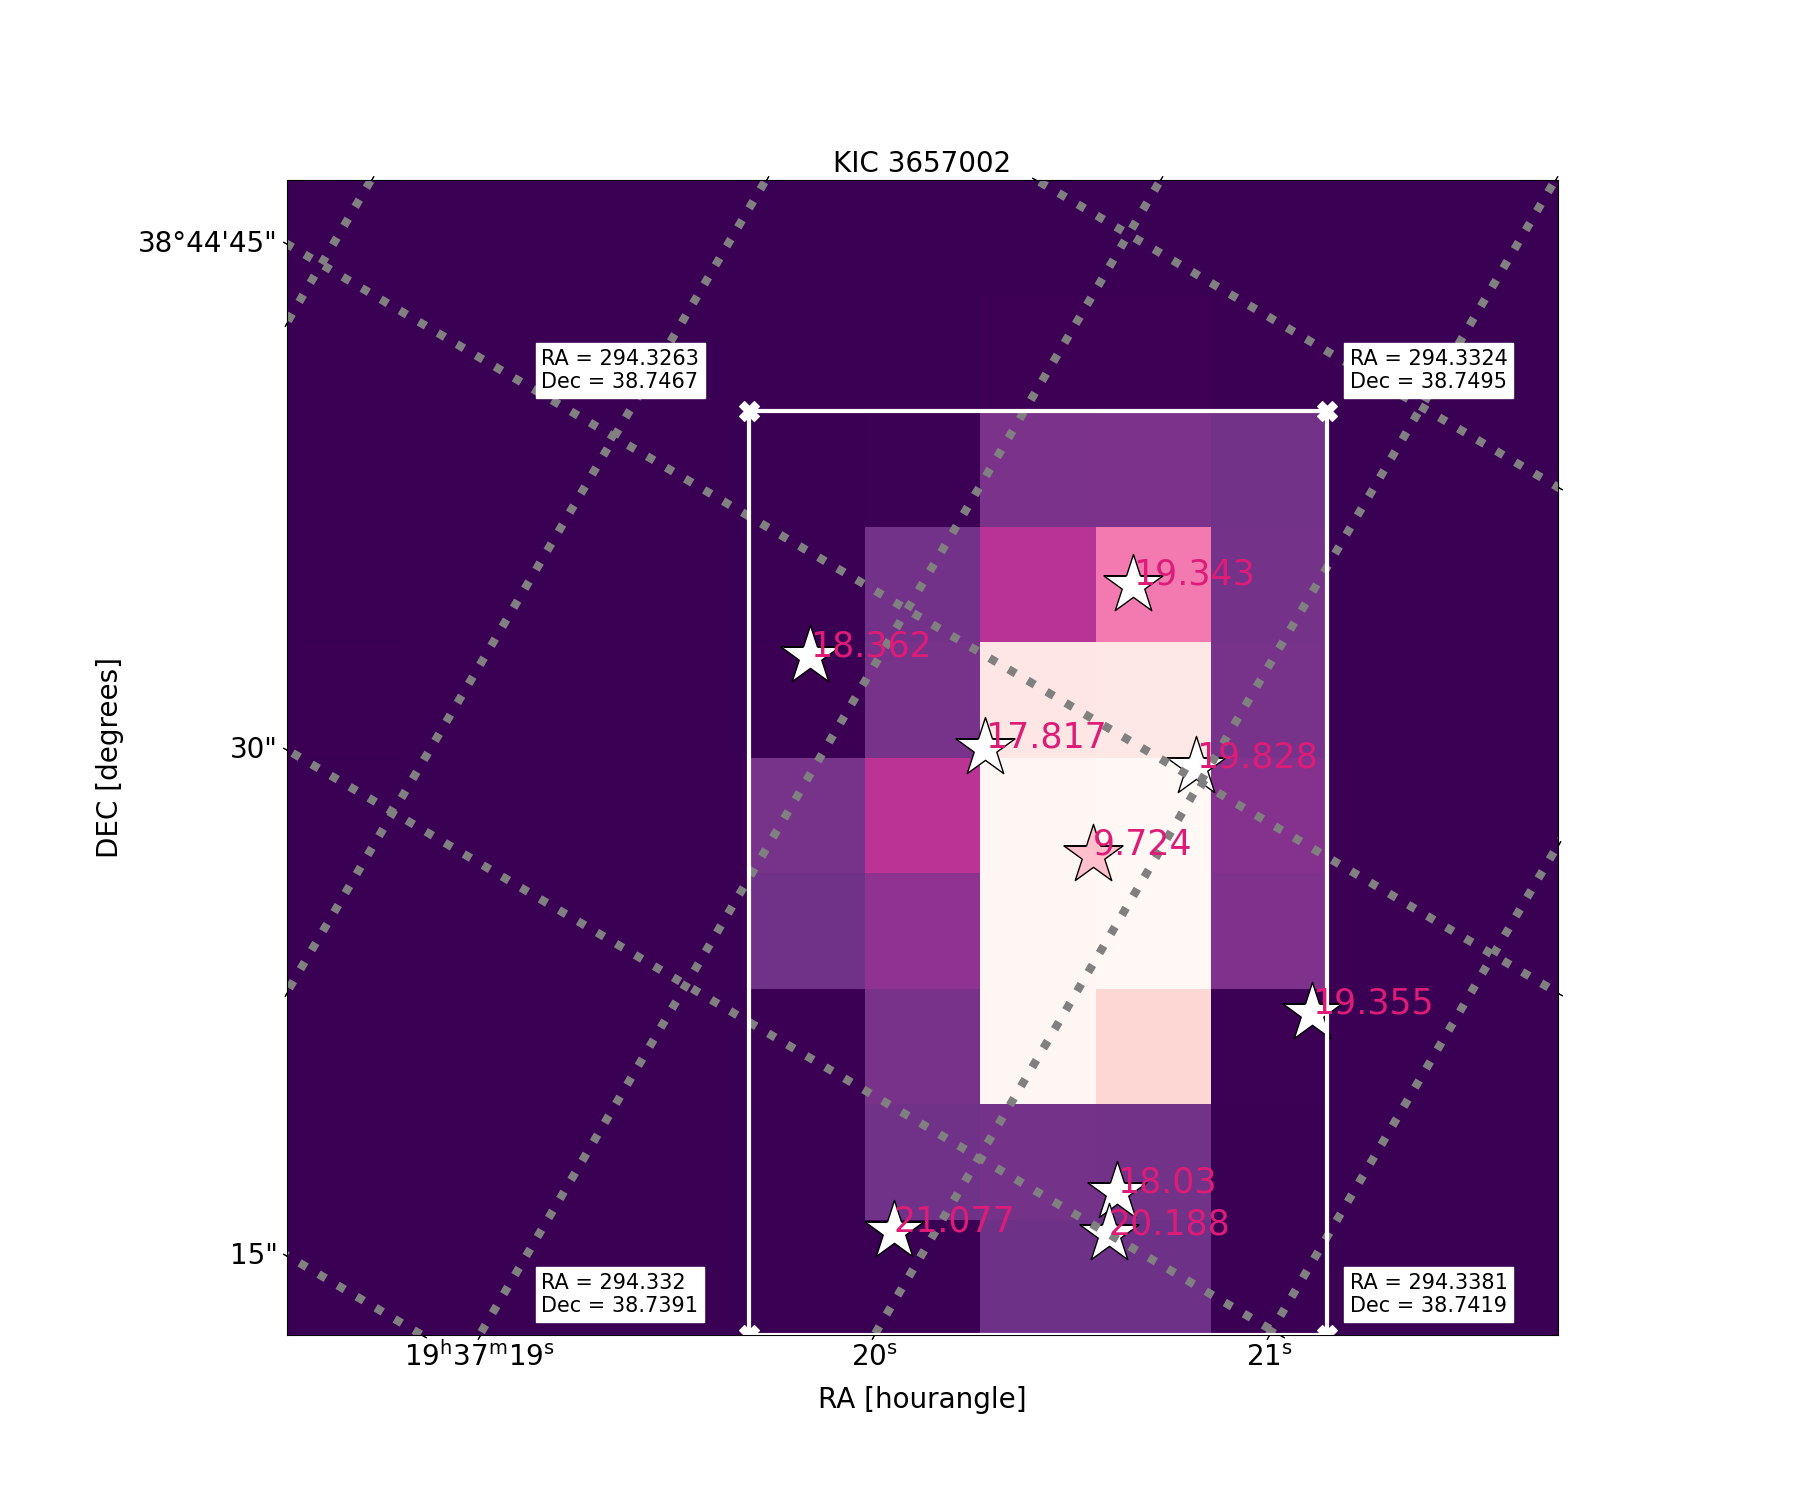 KIC 3657002
38°44'45"
RA = 294.3263
Dec = 38.7467
RA = 294.3324
Dec = 38.7495
19.343
18.362
17.817
30"
19.828
9.724
DEC [degrees]
19.355
18.03
21.077
20.188
15"
RA = 294.332
Dec = 38.7391
RA = 294.3381
Dec = 38.7419
19h37m19s
20s
21s
RA [hourangle]